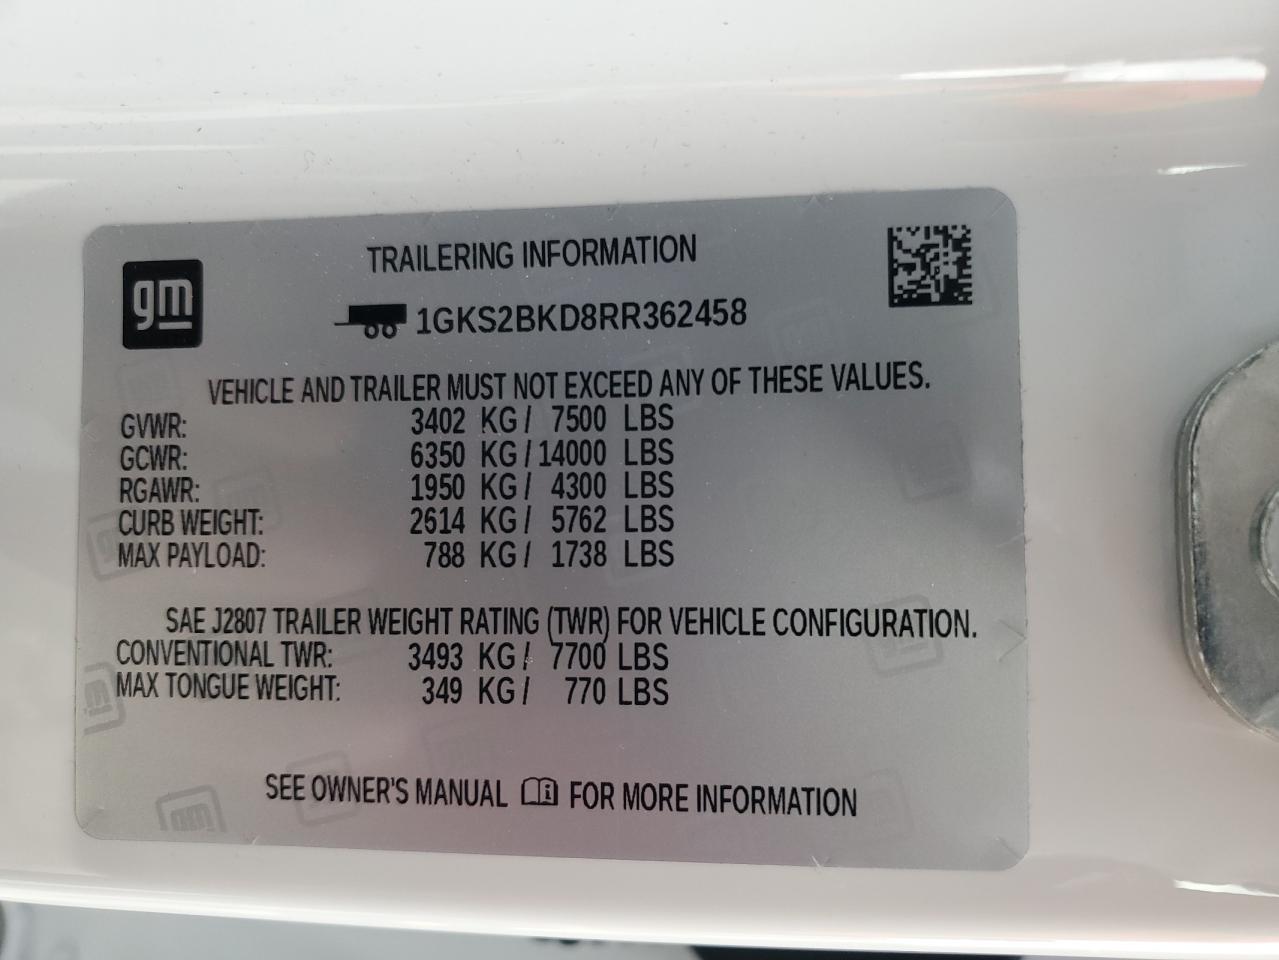 gm
TRAILERING INFORMATION
1GKS2BKD8RR362458
VEHICLE AND TRAILER MUST NOT EXCEED ANY OF THESE VALUES.
GVWR: 3402 KG / 7500 LBS
GCWR: 6350 KG / 14000 LBS
RGAWR: 1950 KG / 4300 LBS
CURB WEIGHT: 2614 KG / 5762 LBS
MAX PAYLOAD: 788 KG / 1738 LBS
SAE J2807 TRAILER WEIGHT RATING (TWR) FOR VEHICLE CONFIGURATION.
CONVENTIONAL TWR: 3493 KG / 7700 LBS
MAX TONGUE WEIGHT: 349 KG / 770 LBS
SEE OWNER'S MANUAL FOR MORE INFORMATION